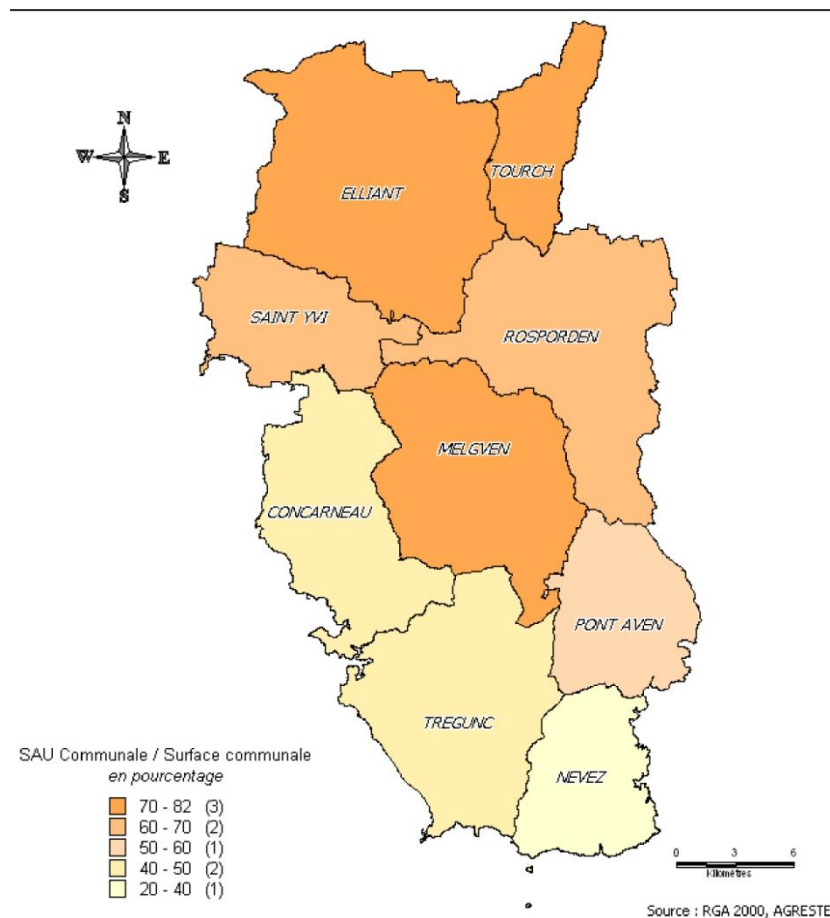 N
W E
S
TOURCH
ELLIANT
SAINT YVI
ROSPORDEN
MELGVEN
CONCARNEAU
PONT AVEN
TREGUNC
NEVEZ
SAU Communale / Surface communale
en pourcentage
70 - 82 (3)
60 - 70 (2)
50 - 60 (1)
40 - 50 (2)
20 - 40 (1)
0 3 6
Kilomètres
Source : RGA 2000, AGRESTE